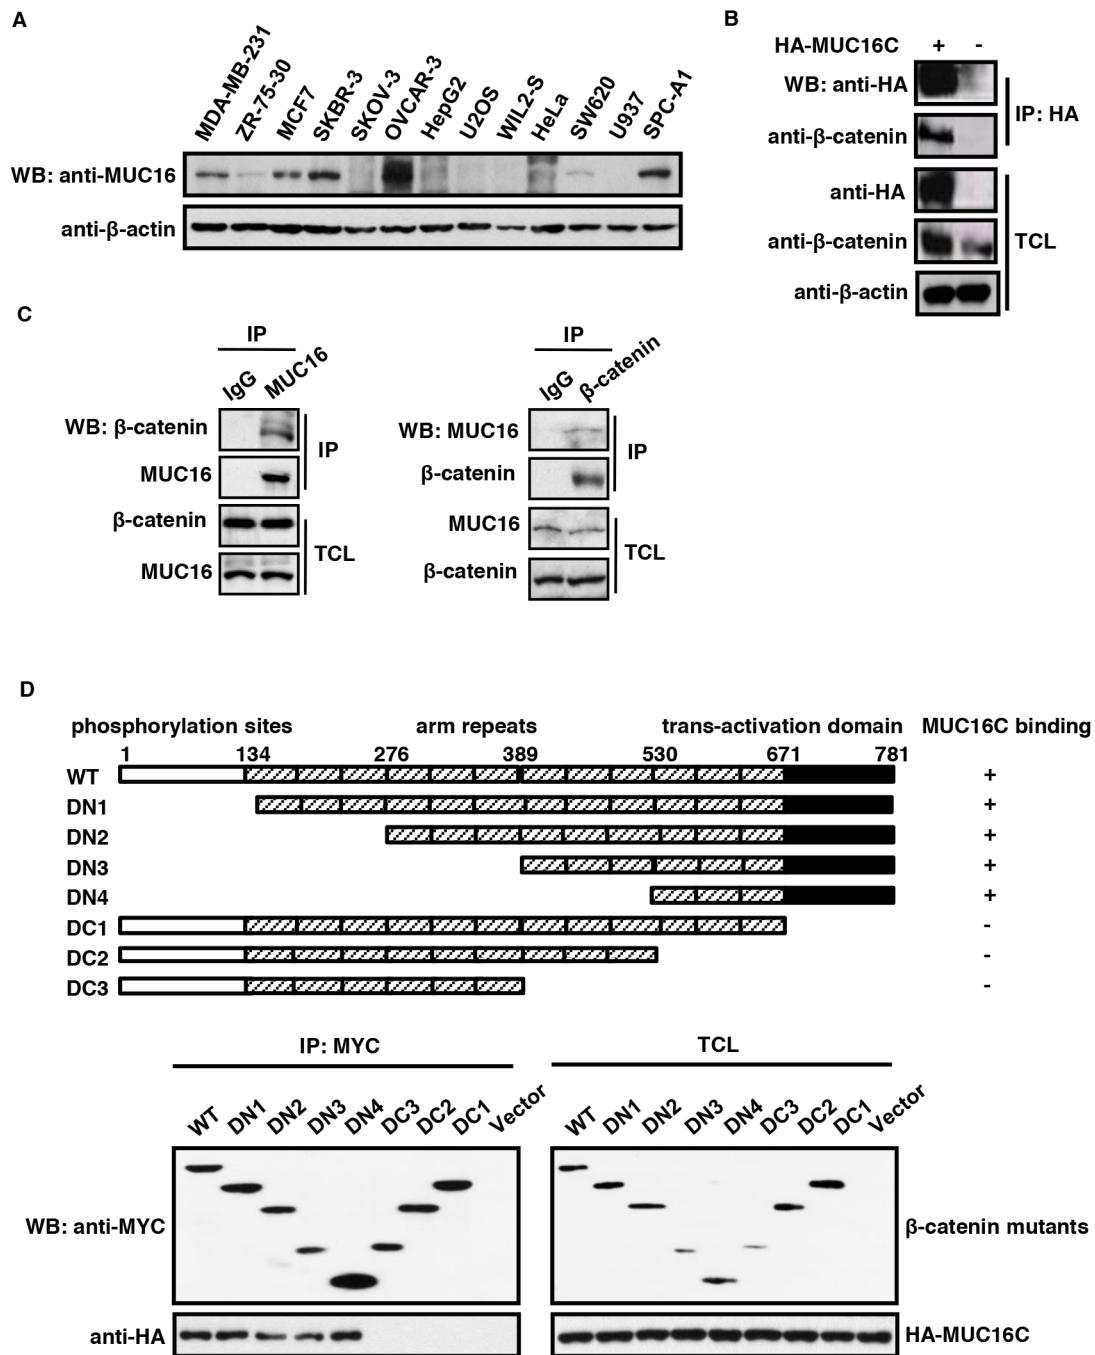 A
MDA-MB-231 ZR-75-30 MCF7 SKBR-3 SKOV-3 OVCAR-3 HepG2 U2OS WIL2-S HeLa SW620 U937 SPC-A1
WB: anti-MUC16
anti-β-actin
B
HA-MUC16C + -
WB: anti-HA
anti-β-catenin
IP: HA
anti-HA
anti-β-catenin
anti-β-actin
TCL
C
IP
IgG MUC16
WB: β-catenin
MUC16
IP
β-catenin
MUC16
TCL
IP
IgG β-catenin
WB: MUC16
β-catenin
IP
MUC16
β-catenin
TCL
D
phosphorylation sites arm repeats trans-activation domain MUC16C binding
1 134 276 389 530 671 781
WT +
DN1 +
DN2 +
DN3 +
DN4 +
DC1 -
DC2 -
DC3 -
IP: MYC
WT DN1 DN2 DN3 DN4 DC3 DC2 DC1 Vector
TCL
WT DN1 DN2 DN3 DN4 DC3 DC2 DC1 Vector
WB: anti-MYC
β-catenin mutants
anti-HA
HA-MUC16C